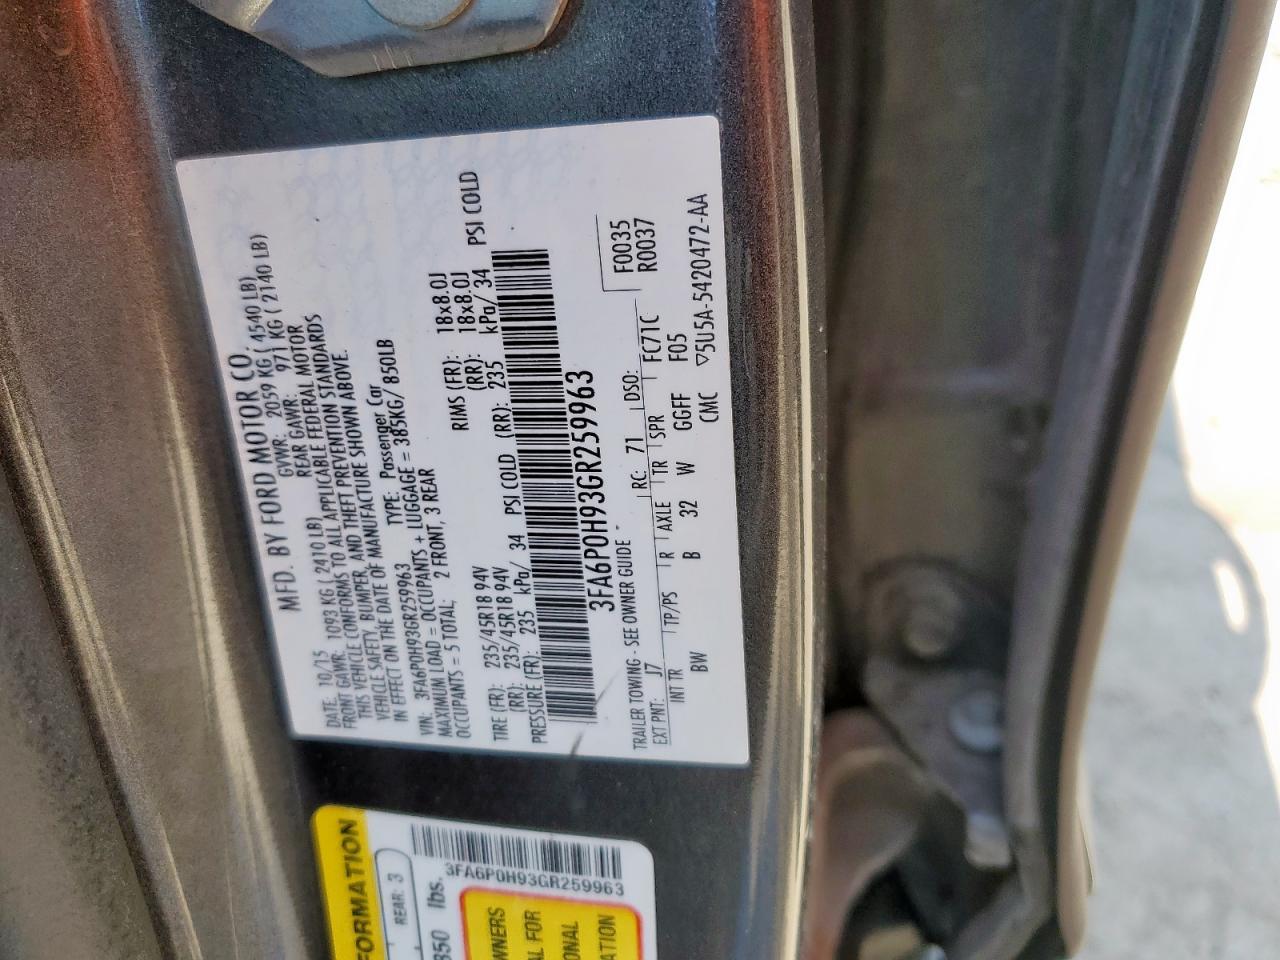 MFD. BY FORD MOTOR CO.
DATE: 10/15 GVWR: 2059 KG ( 4540 LB)
FRONT GAWR: 1093 KG ( 2410 LB) REAR GAWR: 971 KG ( 2140 LB)
THIS VEHICLE CONFORMS TO ALL APPLICABLE FEDERAL MOTOR
VEHICLE SAFETY, BUMPER, AND THEFT PREVENTION STANDARDS
IN EFFECT ON THE DATE OF MANUFACTURE SHOWN ABOVE.
VIN: 3FA6P0H93GR259963 TYPE: Passenger Car
MAXIMUM LOAD = OCCUPANTS + LUGGAGE = 385KG/ 850LB
OCCUPANTS = 5 TOTAL; 2 FRONT, 3 REAR
TIRE (FR): 235/45R18 94V RIMS (FR): 18x8.0J
(RR): 235/45R18 94V (RR): 18x8.0J
PRESSURE (FR): 235 kPa/ 34 PSI COLD (RR): 235 kPa/ 34 PSI COLD
3FA6P0H93GR259963
TRAILER TOWING - SEE OWNER GUIDE -
EXT PNT: J7 RC: 71 DSO: FC71C F0035
INT TR TP/PS R AXLE TR SPR F05 R0037
BW B 32 W GGFF
CMC ▽5U5A-5420472-AA
FORMATION
REAR: 3
850 lbs.
3FA6P0H93GR259963
WNERS
AL FOR
ONAL
ATION